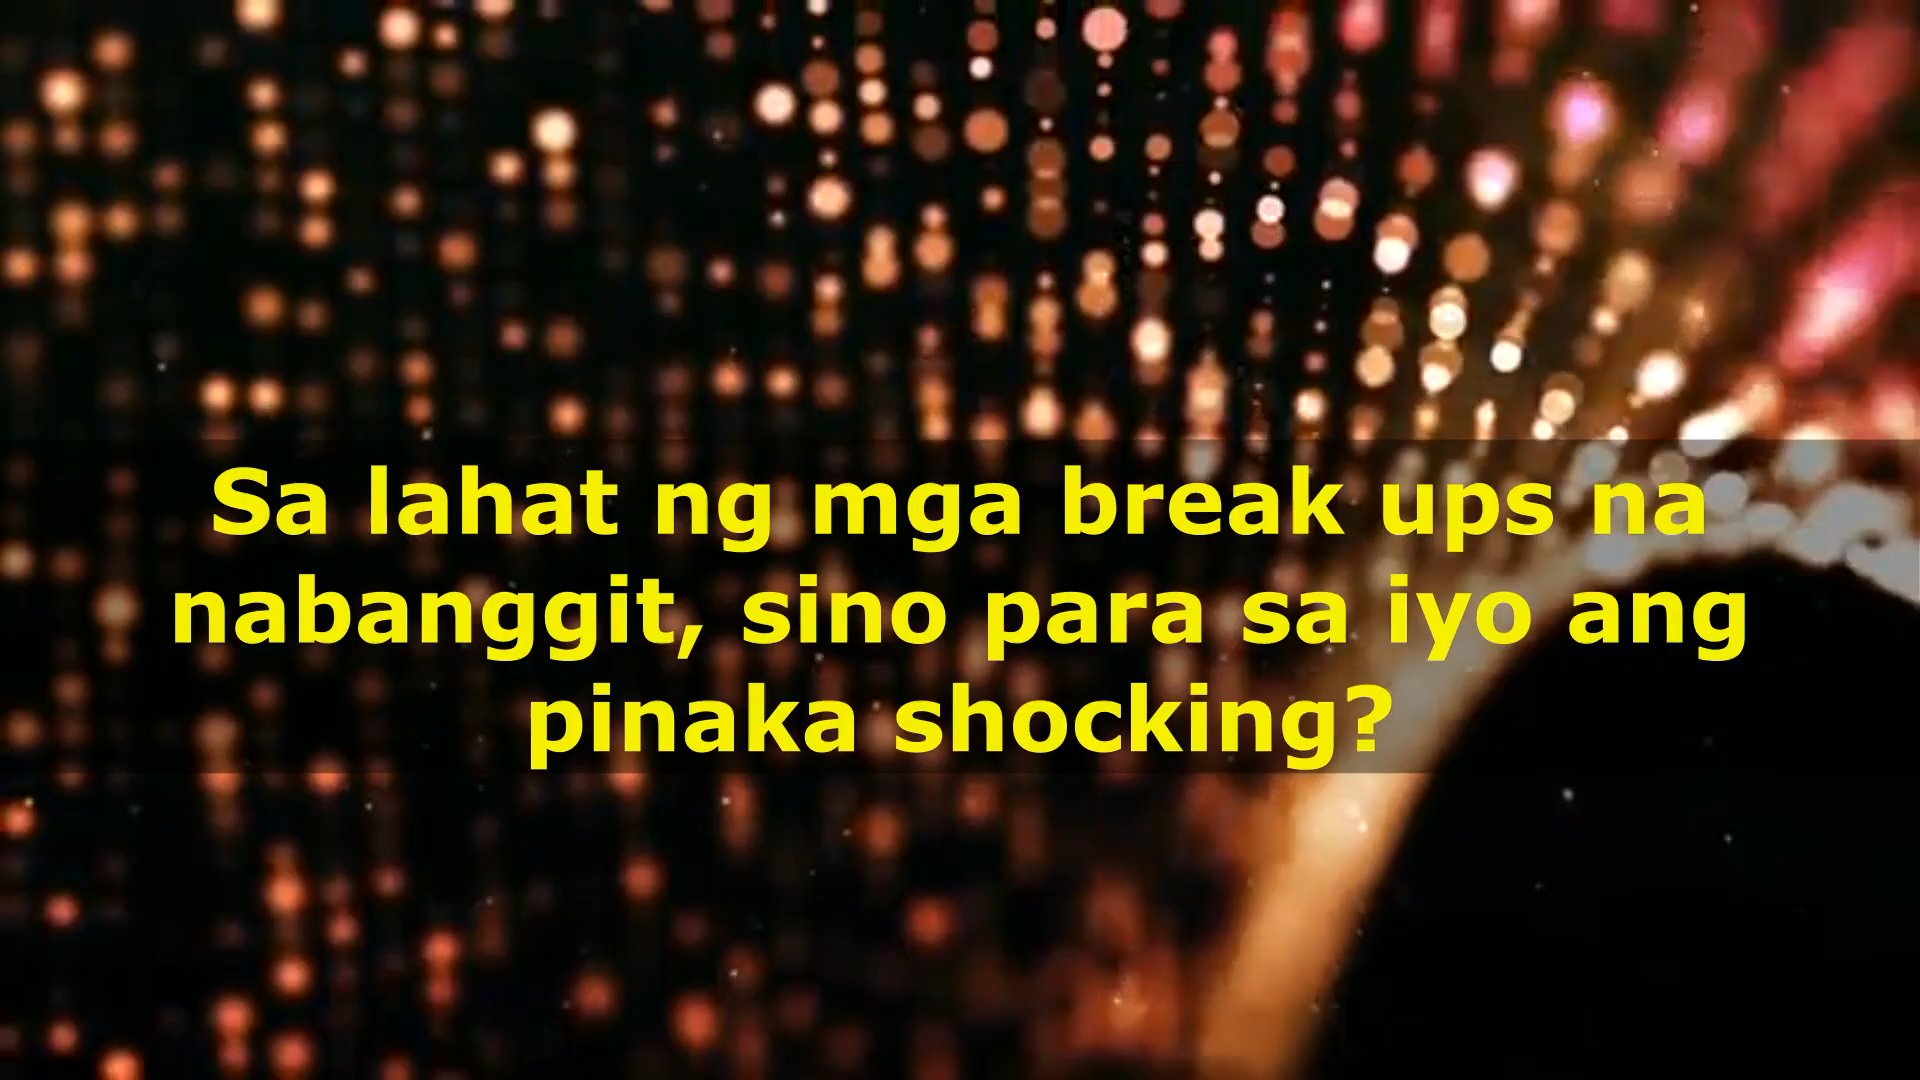 Sa lahat ng mga break ups na
nabanggit, sino para sa iyo ang
pinaka shocking?